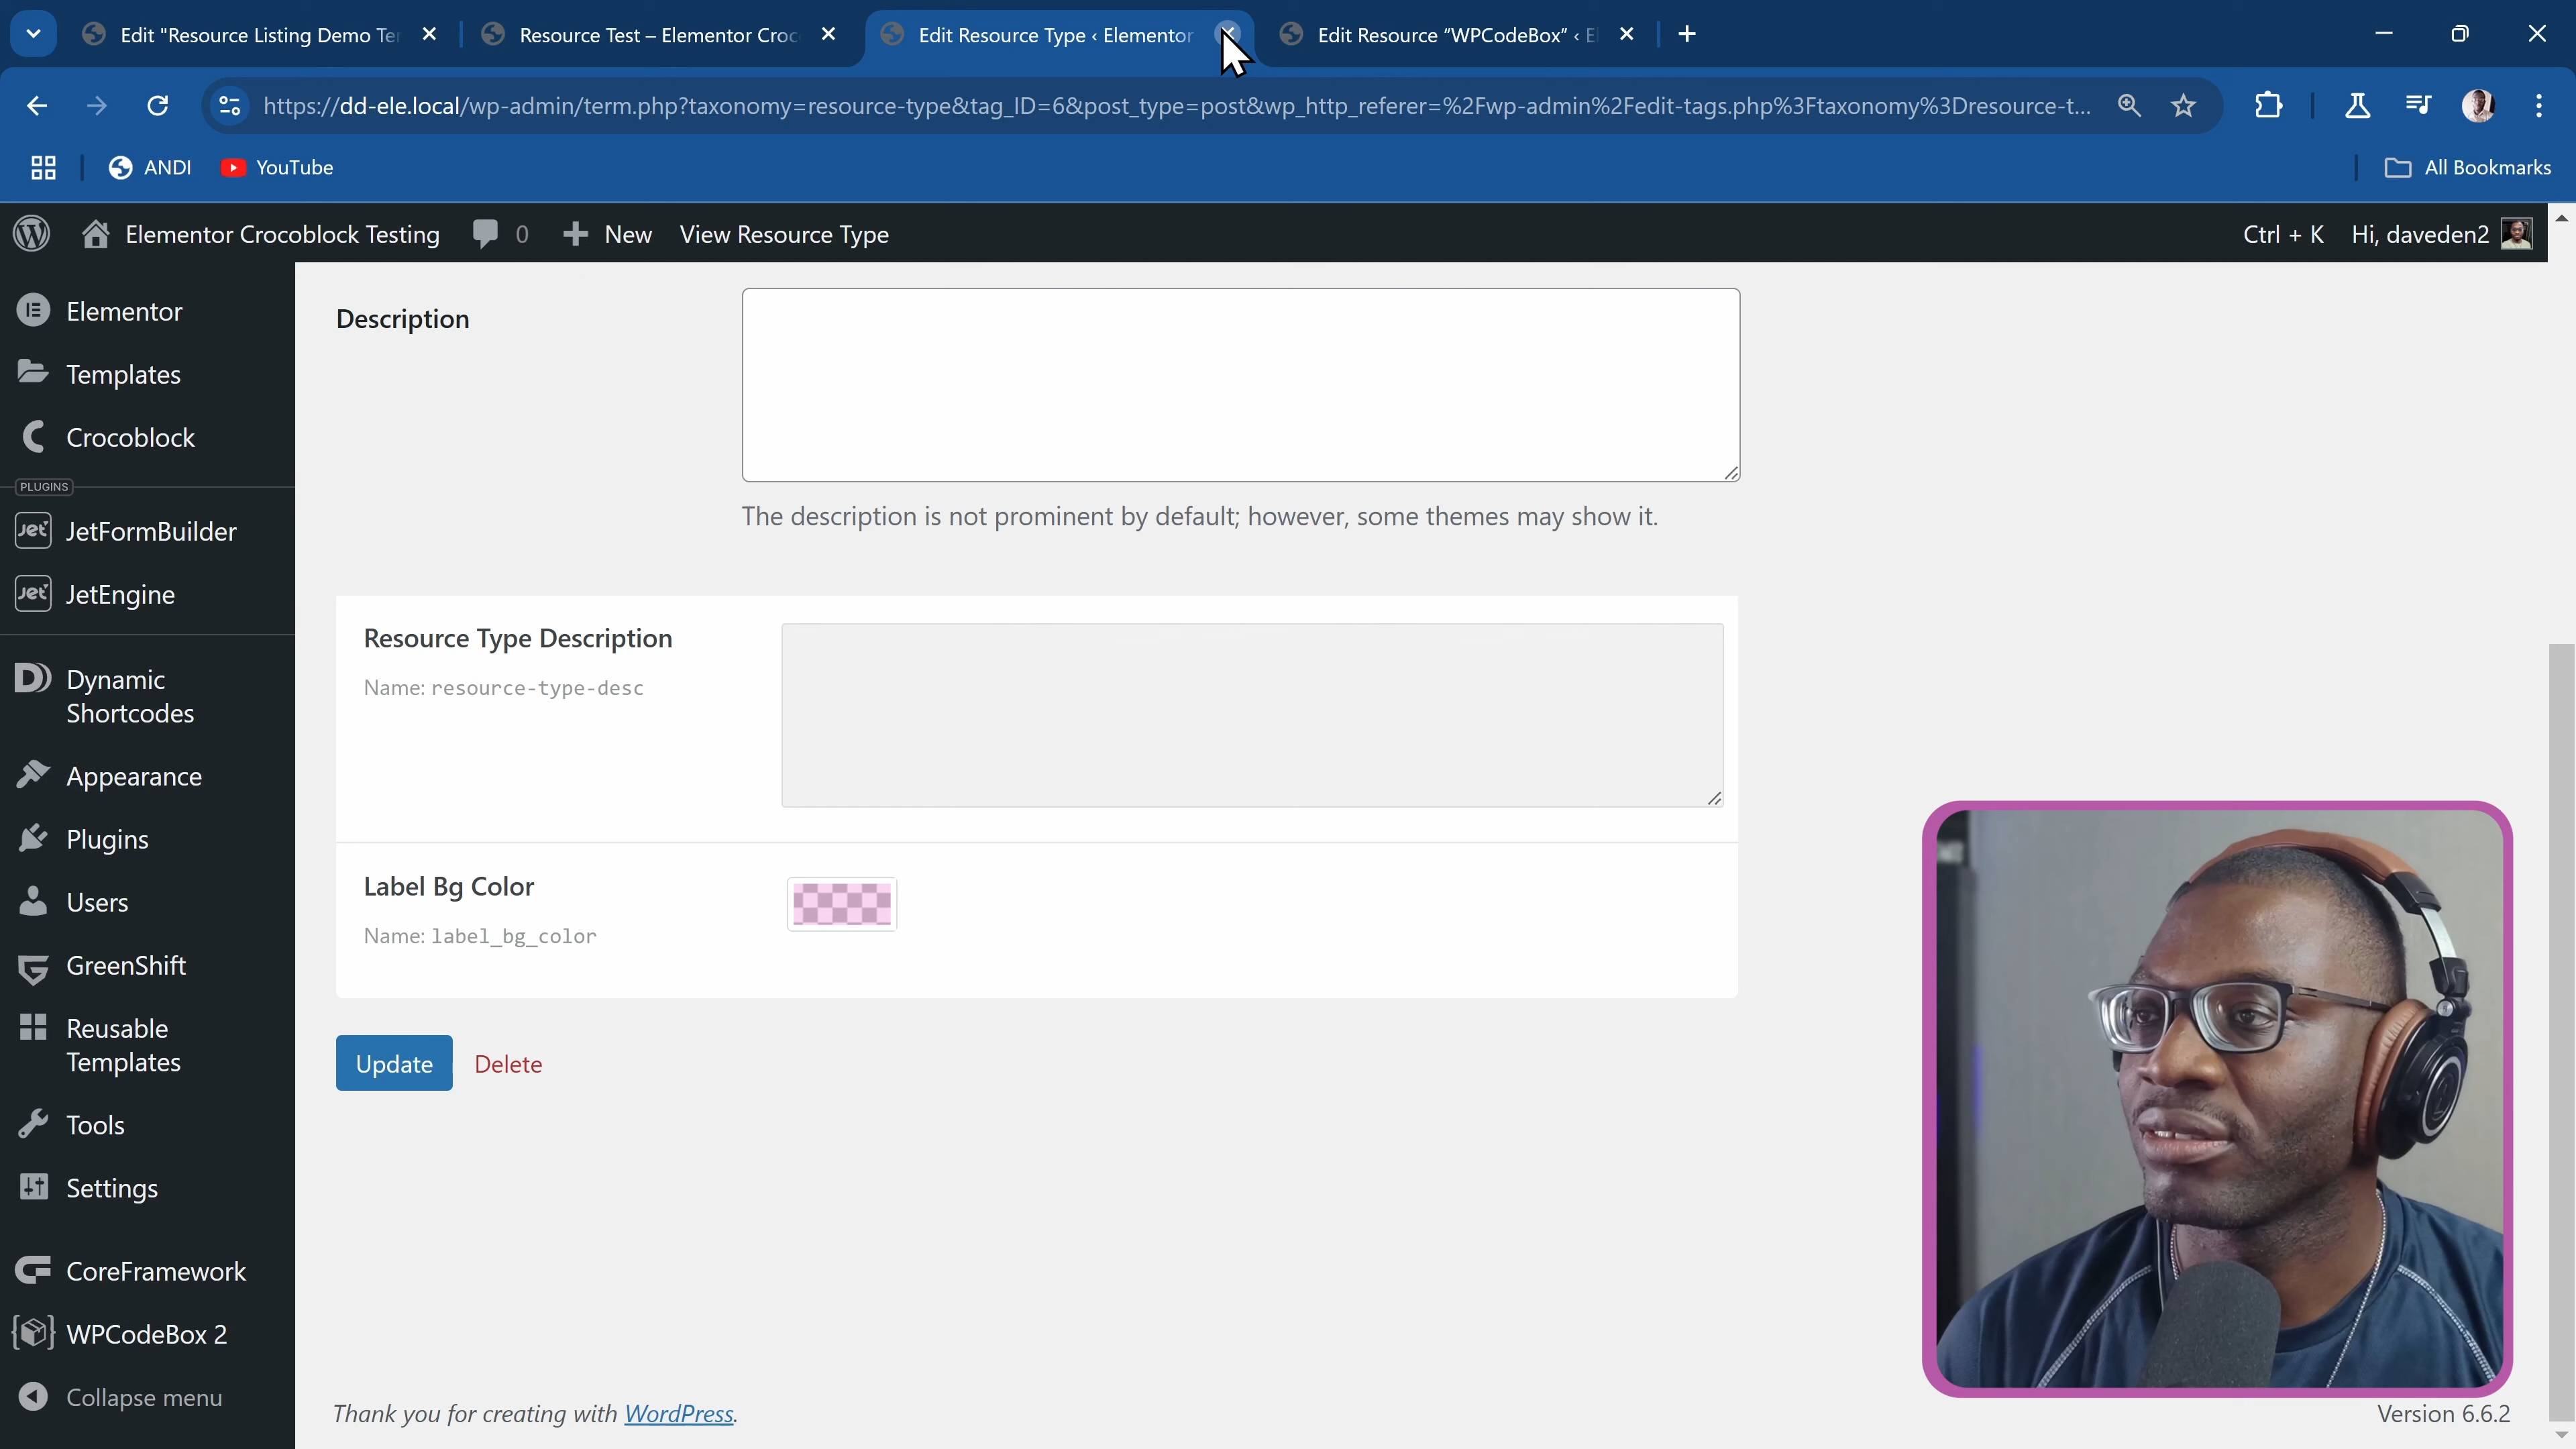 Edit "Resource Listing Demo Ter
Resource Test – Elementor Croc
Edit Resource Type ‹ Elementor
Edit Resource “WPCodeBox” ‹ El
https://dd-ele.local/wp-admin/term.php?taxonomy=resource-type&tag_ID=6&post_type=post&wp_http_referer=%2Fwp-admin%2Fedit-tags.php%3Ftaxonomy%3Dresource-t...
ANDI
YouTube
All Bookmarks
Elementor Crocoblock Testing
0
New
View Resource Type
Ctrl + K
Hi, daveden2
Elementor
Templates
Crocoblock
PLUGINS
Jet JetFormBuilder
Jet JetEngine
Dynamic
Shortcodes
Appearance
Plugins
Users
GreenShift
Reusable
Templates
Tools
Settings
CoreFramework
WPCodeBox 2
Collapse menu
Description
The description is not prominent by default; however, some themes may show it.
Resource Type Description
Name: resource-type-desc
Label Bg Color
Name: label_bg_color
Update
Delete
Thank you for creating with WordPress.
Version 6.6.2